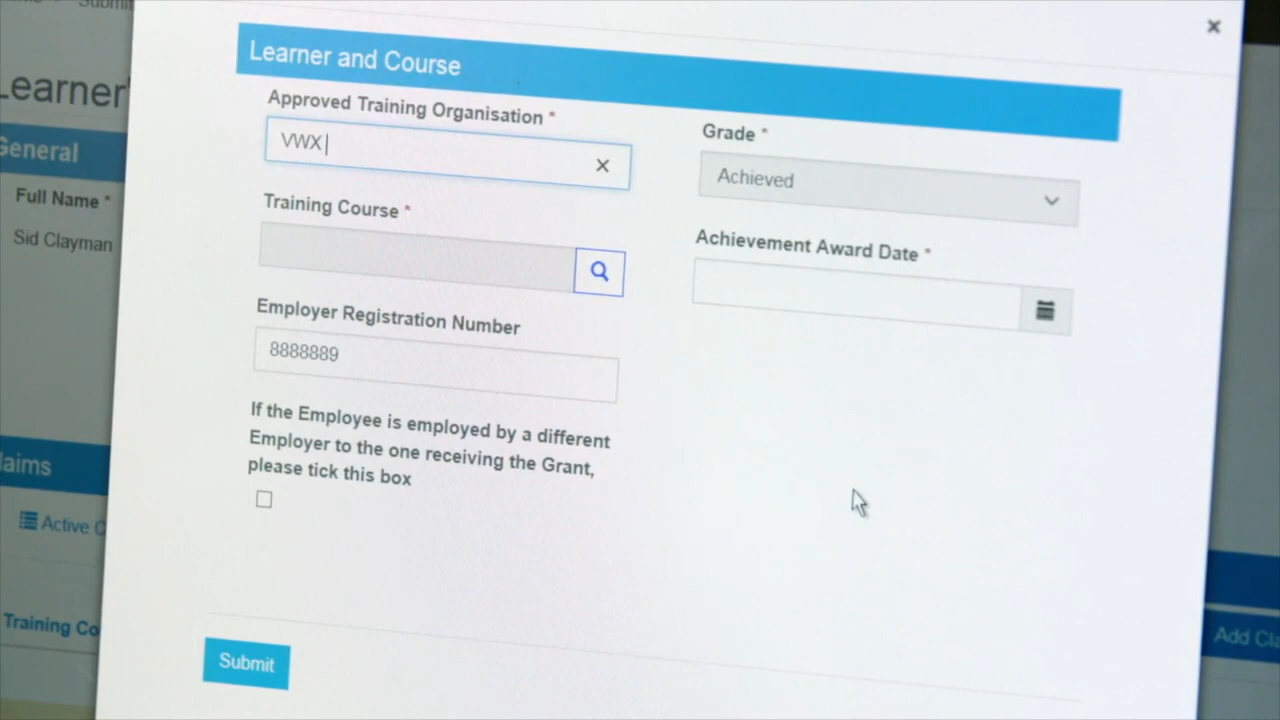 Learner and Course
Approved Training Organisation *
VWX
Training Course *
Employer Registration Number
8888889
If the Employee is employed by a different
Employer to the one receiving the Grant,
please tick this box
Grade *
Achieved
Achievement Award Date *
Submit
Learner'
General
Full Name *
Sid Clayman
laims
Active C
Training Co
Add Cla